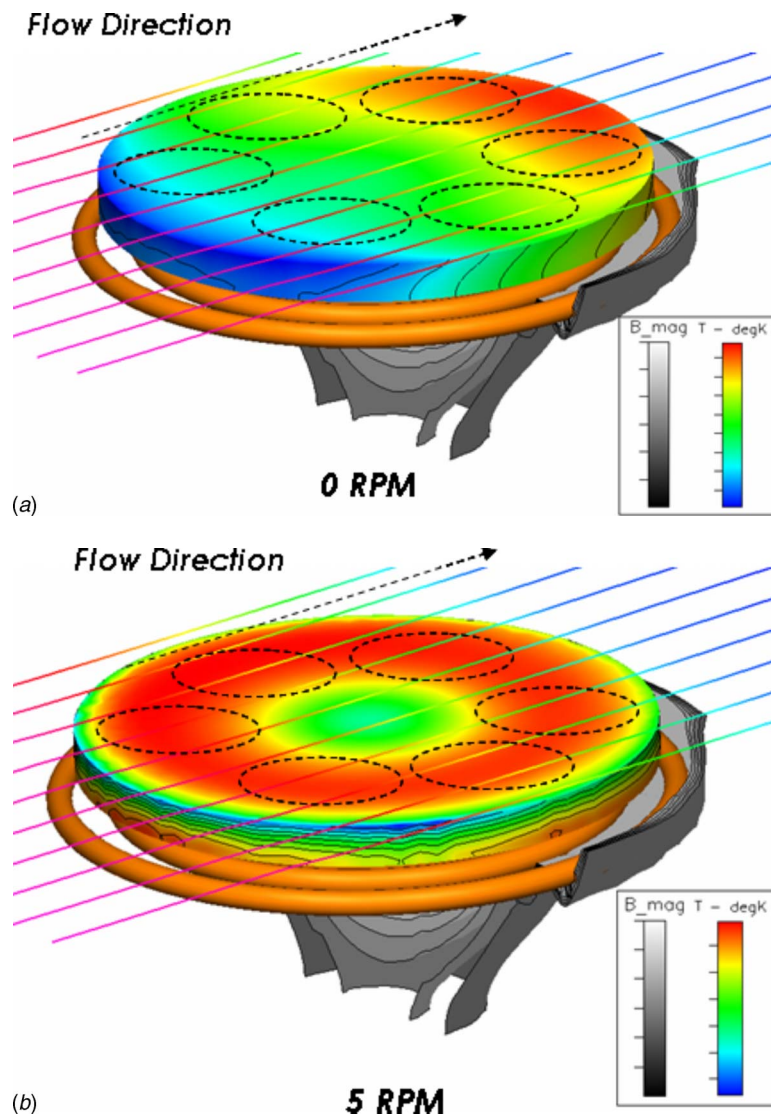 Flow Direction
B_mag T - degK
0 RPM
(a)
Flow Direction
B_mag T - degK
5 RPM
(b)